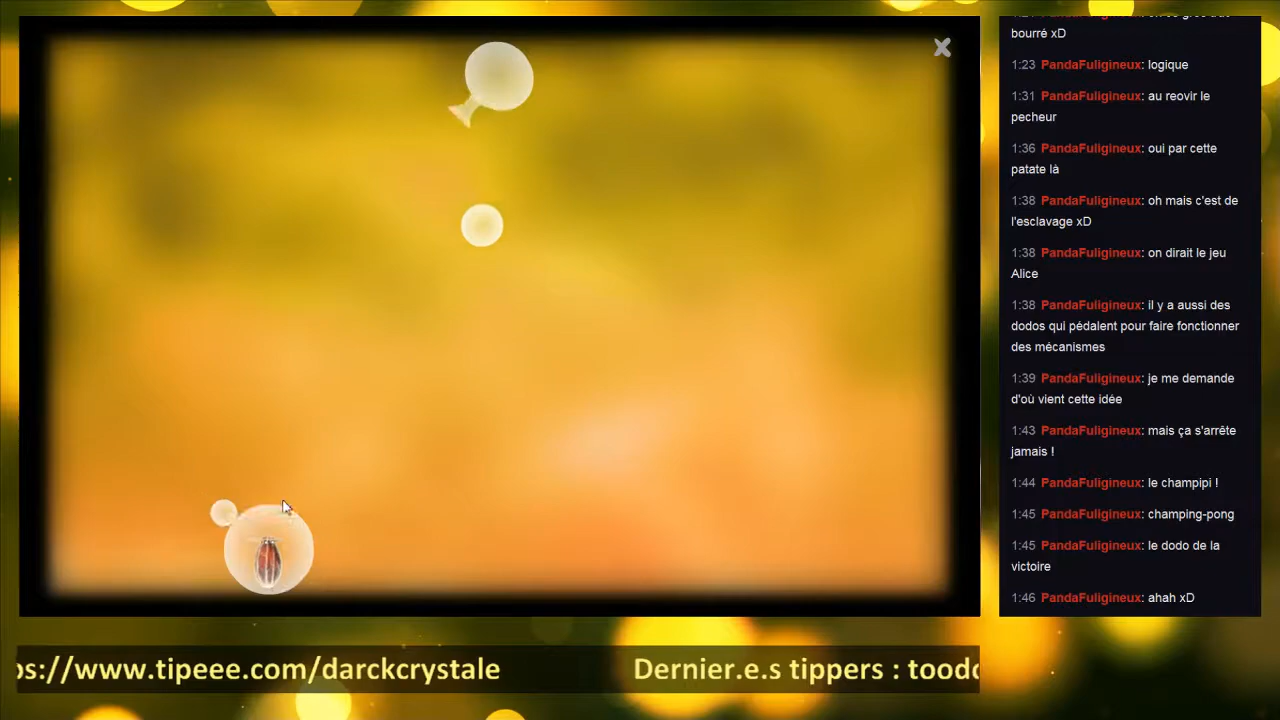 bourré xD
1:23 PandaFuligineux: logique
1:31 PandaFuligineux: au reovir le
pecheur
1:36 PandaFuligineux: oui par cette
patate là
1:38 PandaFuligineux: oh mais c'est de
l'esclavage xD
1:38 PandaFuligineux: on dirait le jeu
Alice
1:38 PandaFuligineux: il y a aussi des
dodos qui pédalent pour faire fonctionner
des mécanismes
1:39 PandaFuligineux: je me demande
d'où vient cette idée
1:43 PandaFuligineux: mais ça s'arrête
jamais !
1:44 PandaFuligineux: le champipi !
1:45 PandaFuligineux: champing-pong
1:45 PandaFuligineux: le dodo de la
victoire
1:46 PandaFuligineux: ahah xD
ps://www.tipeee.com/darckcrystale Dernier.e.s tippers : toodo